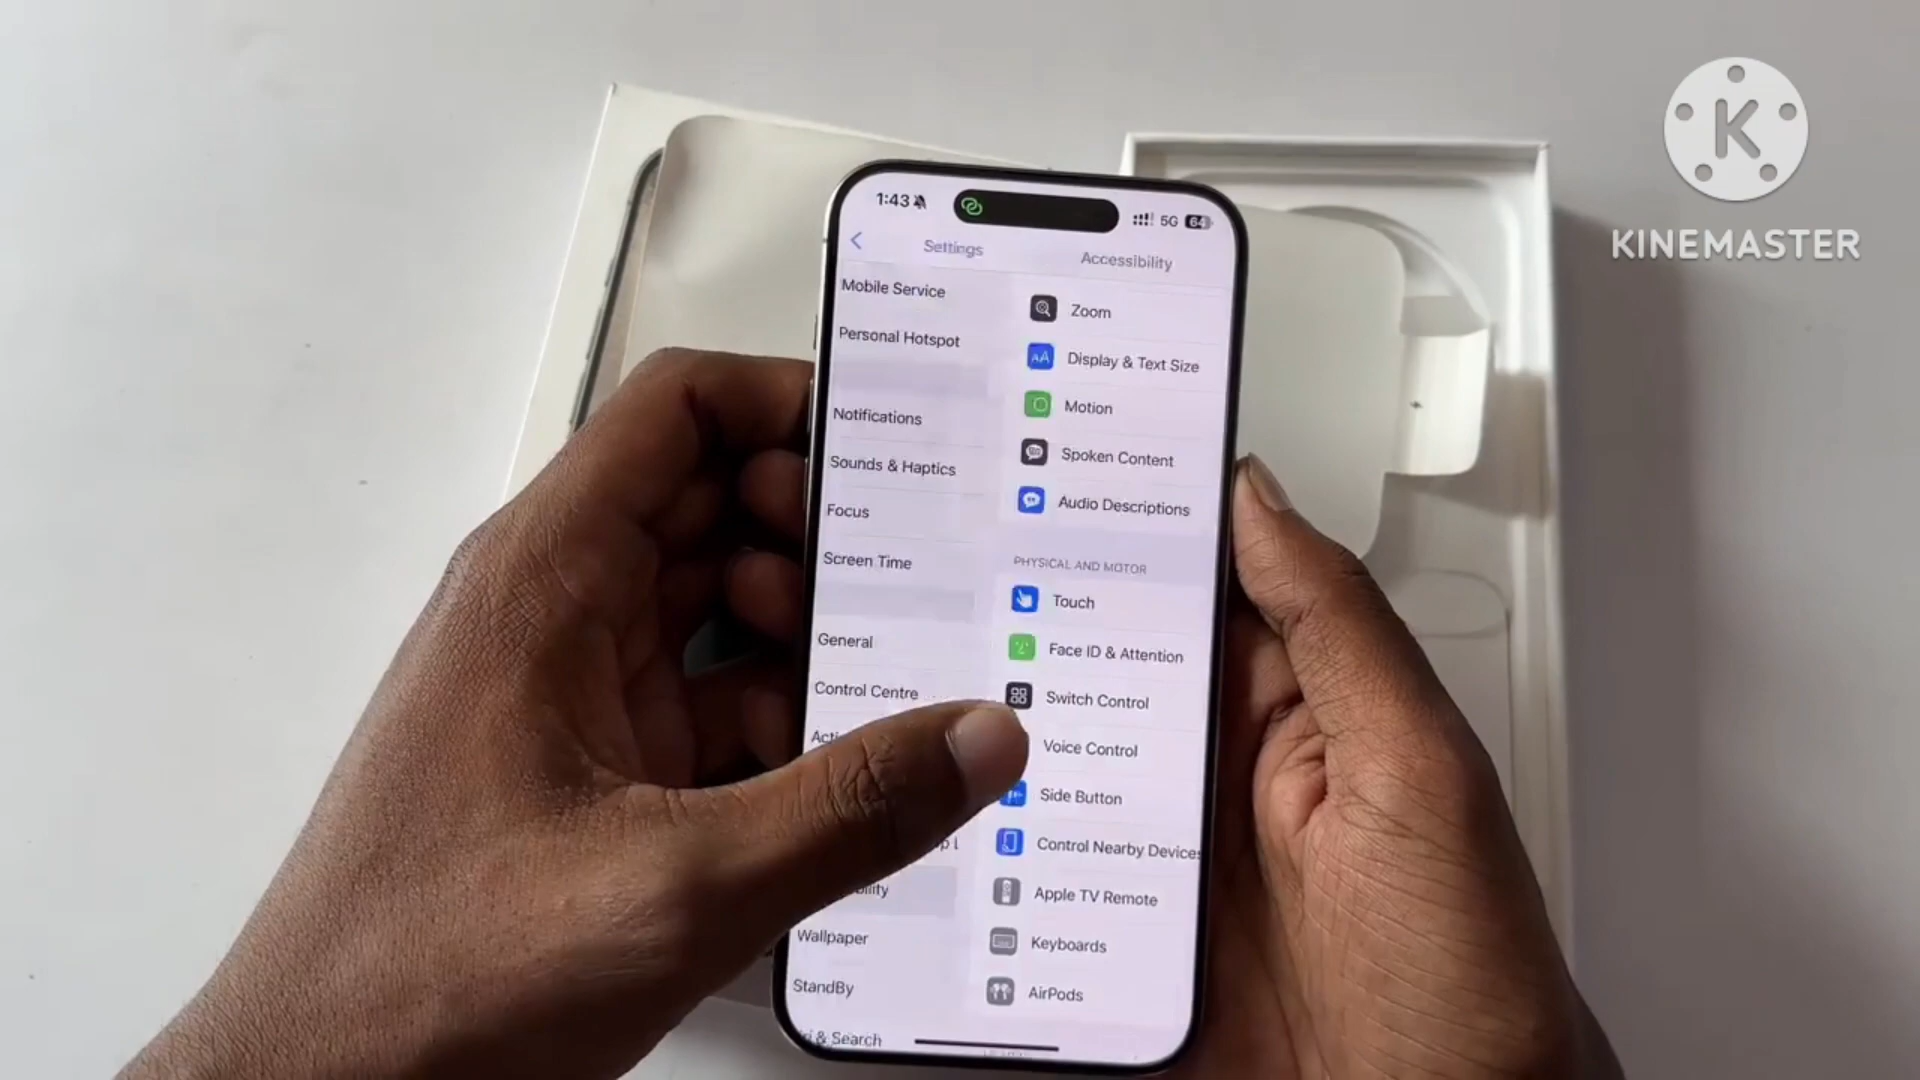 1:43
5G 64
Settings
Accessibility
Mobile Service
Personal Hotspot
Notifications
Sounds & Haptics
Focus
Screen Time
General
Control Centre
Wallpaper
StandBy
& Search
Zoom
Display & Text Size
Motion
Spoken Content
Audio Descriptions
PHYSICAL AND MOTOR
Touch
Face ID & Attention
Switch Control
Voice Control
Side Button
Control Nearby Devices
Apple TV Remote
Keyboards
AirPods
K
KINEMASTER